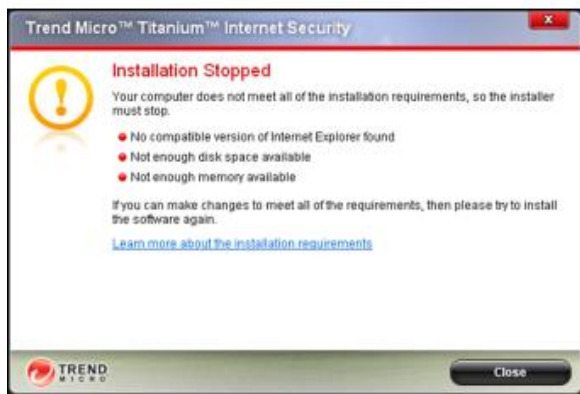 Trend Micro™ Titanium™ Internet Security
x
Installation Stopped
Your computer does not meet all of the installation requirements, so the installer
must stop.
No compatible version of Internet Explorer found
Not enough disk space available
Not enough memory available
If you can make changes to meet all of the requirements, then please try to install
the software again.
Learn more about the installation requirements
TREND
MICRO
Close